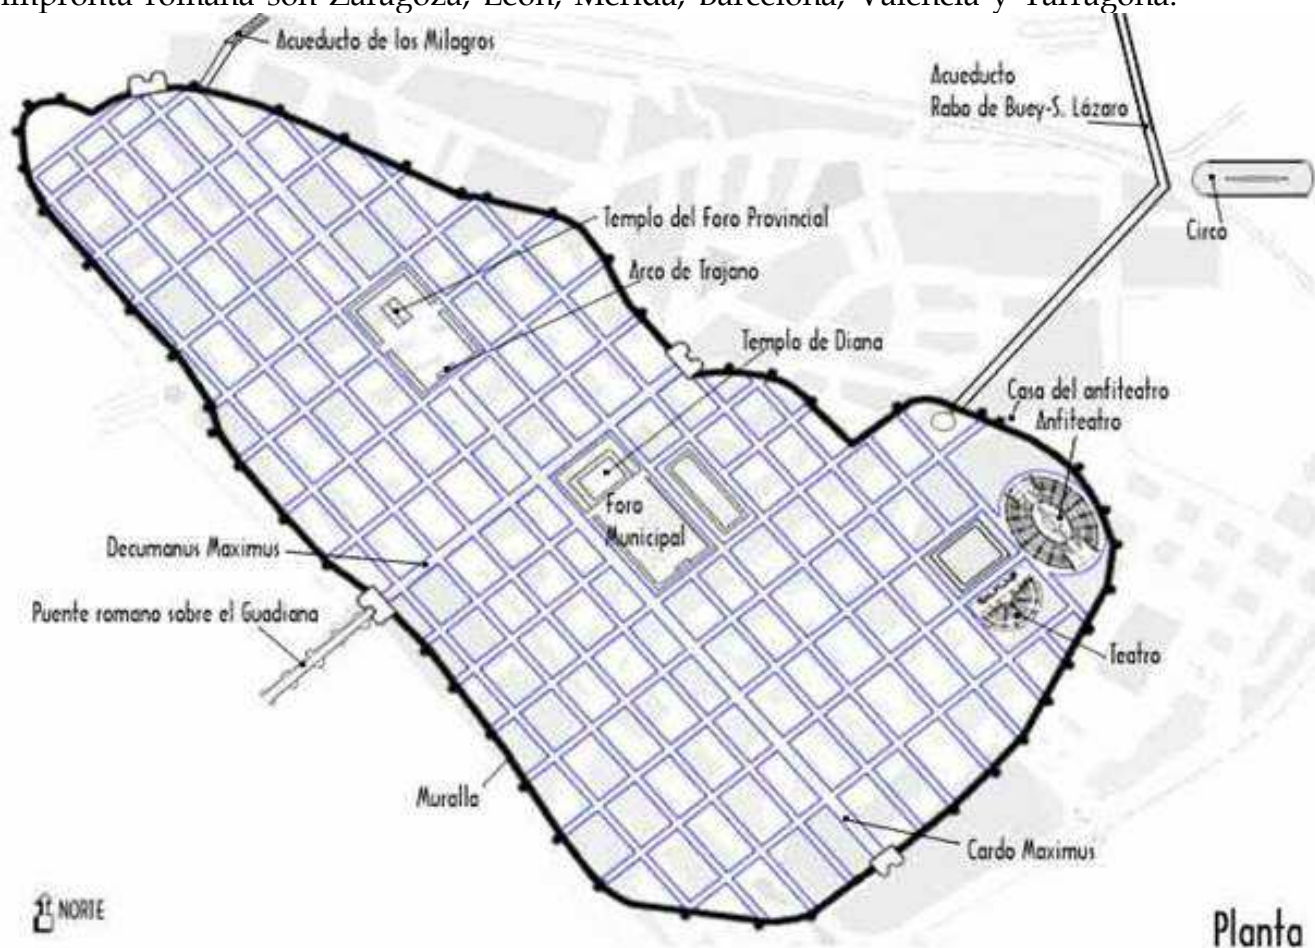 impronta romana son Zaragoza, León, Mérida, Barcelona, Valencia y Tarragona.
Acueducto de los Milagros
Acueducto
Rabo de Buey-S. Lázaro
Circo
Templo del Foro Provincial
Arco de Trajano
Templo de Diana
Casa del anfiteatro
Anfiteatro
Foro
Municipal
Decumanus Maximus
Puente romano sobre el Guadiana
Teatro
Muralla
Cardo Maximus
NORTE
Planta